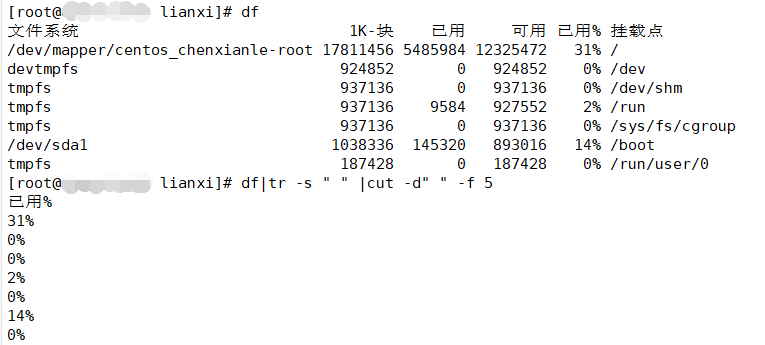 [root@ lianxi]# df
文件系统 1K-块 已用 可用 已用% 挂载点
/dev/mapper/centos_chenxianle-root 17811456 5485984 12325472 31% /
devtmpfs 924852 0 924852 0% /dev
tmpfs 937136 0 937136 0% /dev/shm
tmpfs 937136 9584 927552 2% /run
tmpfs 937136 0 937136 0% /sys/fs/cgroup
/dev/sda1 1038336 145320 893016 14% /boot
tmpfs 187428 0 187428 0% /run/user/0
[root@ lianxi]# df|tr -s " " |cut -d" " -f 5
已用%
31%
0%
0%
2%
0%
14%
0%